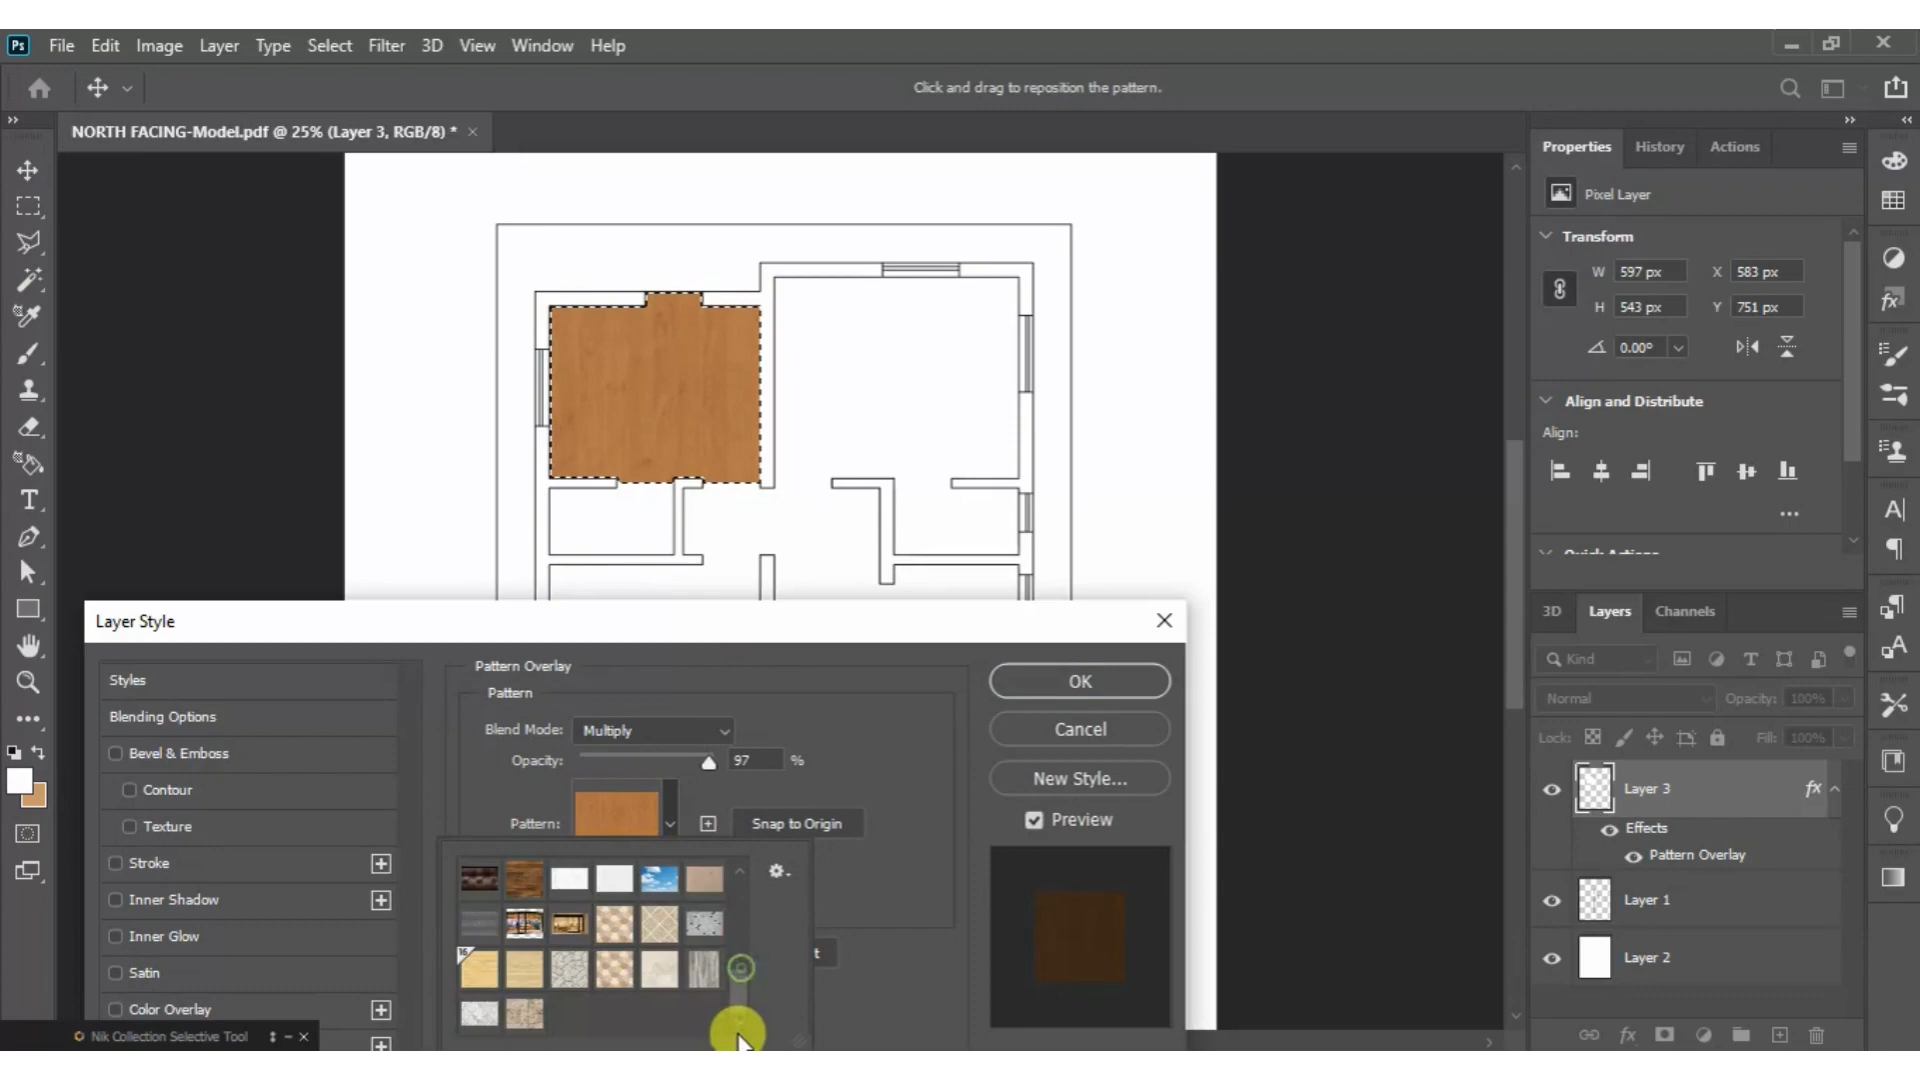 Ps File Edit Image Layer Type Select Filter 3D View Window Help
Click and drag to reposition the pattern.
NORTH FACING-Model.pdf @ 25% (Layer 3, RGB/8) *
Properties History Actions
Pixel Layer
Transform
W 597 px X 583 px
H 543 px Y 751 px
0.00°
Align and Distribute
Align:
Quick Actions
3D Layers Channels
Kind
Normal Opacity: 100%
Lock: Fill: 100%
Layer 3 fx
Effects
Pattern Overlay
Layer 1
Layer 2
Layer Style
Styles
Blending Options
Bevel & Emboss
Contour
Texture
Stroke
Inner Shadow
Inner Glow
Satin
Color Overlay
Pattern Overlay
Pattern
Blend Mode: Multiply
Opacity: 97 %
Pattern: Snap to Origin
16
t
OK
Cancel
New Style...
Preview
Nik Collection Selective Tool